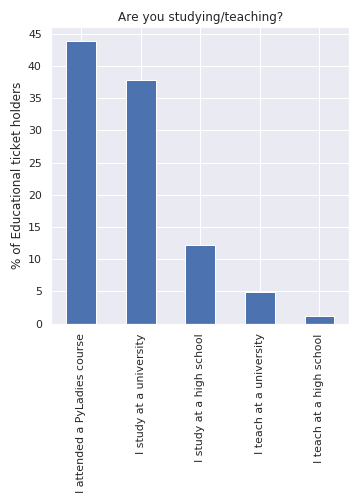 Are you studying/teaching?
% of Educational ticket holders
45
40
35
30
25
20
15
10
5
0
I attended a PyLadies course
I study at a university
I study at a high school
I teach at a university
I teach at a high school